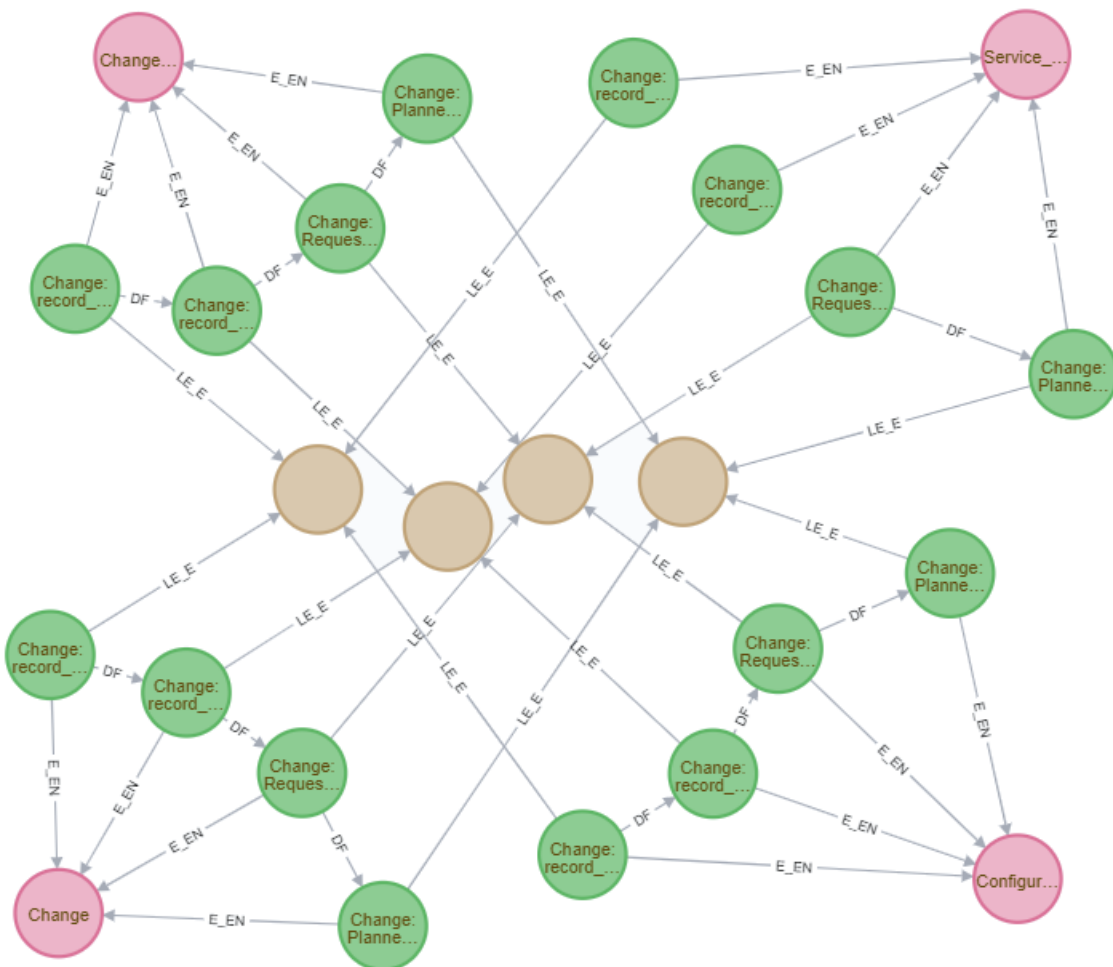 Change…
E_EN
Change:
Planne…
Change:
record_…
E_EN
Service_…
E_EN
E_EN
DF
E_EN
Change:
record_…
E_EN
E_EN
Change:
Reques…
E_EN
E_EN
Change:
record_…
DF
Change:
record_…
DF
LE_E
LE_E
Change:
Reques…
DF
Change:
Planne…
LE_E
LE_E
LE_E
LE_E
LE_E
LE_E
LE_E
LE_E
LE_E
Change:
Planne…
LE_E
LE_E
DF
Change:
record_…
DF
Change:
record_…
LE_E
LE_E
LE_E
Change:
Reques…
DF
E_EN
DF
E_EN
E_EN
Change:
Reques…
LE_E
DF
Change:
record_…
E_EN
E_EN
E_EN
DF
DF
Change:
record_…
E_EN
E_EN
Configur…
Change
E_EN
Change:
Planne…